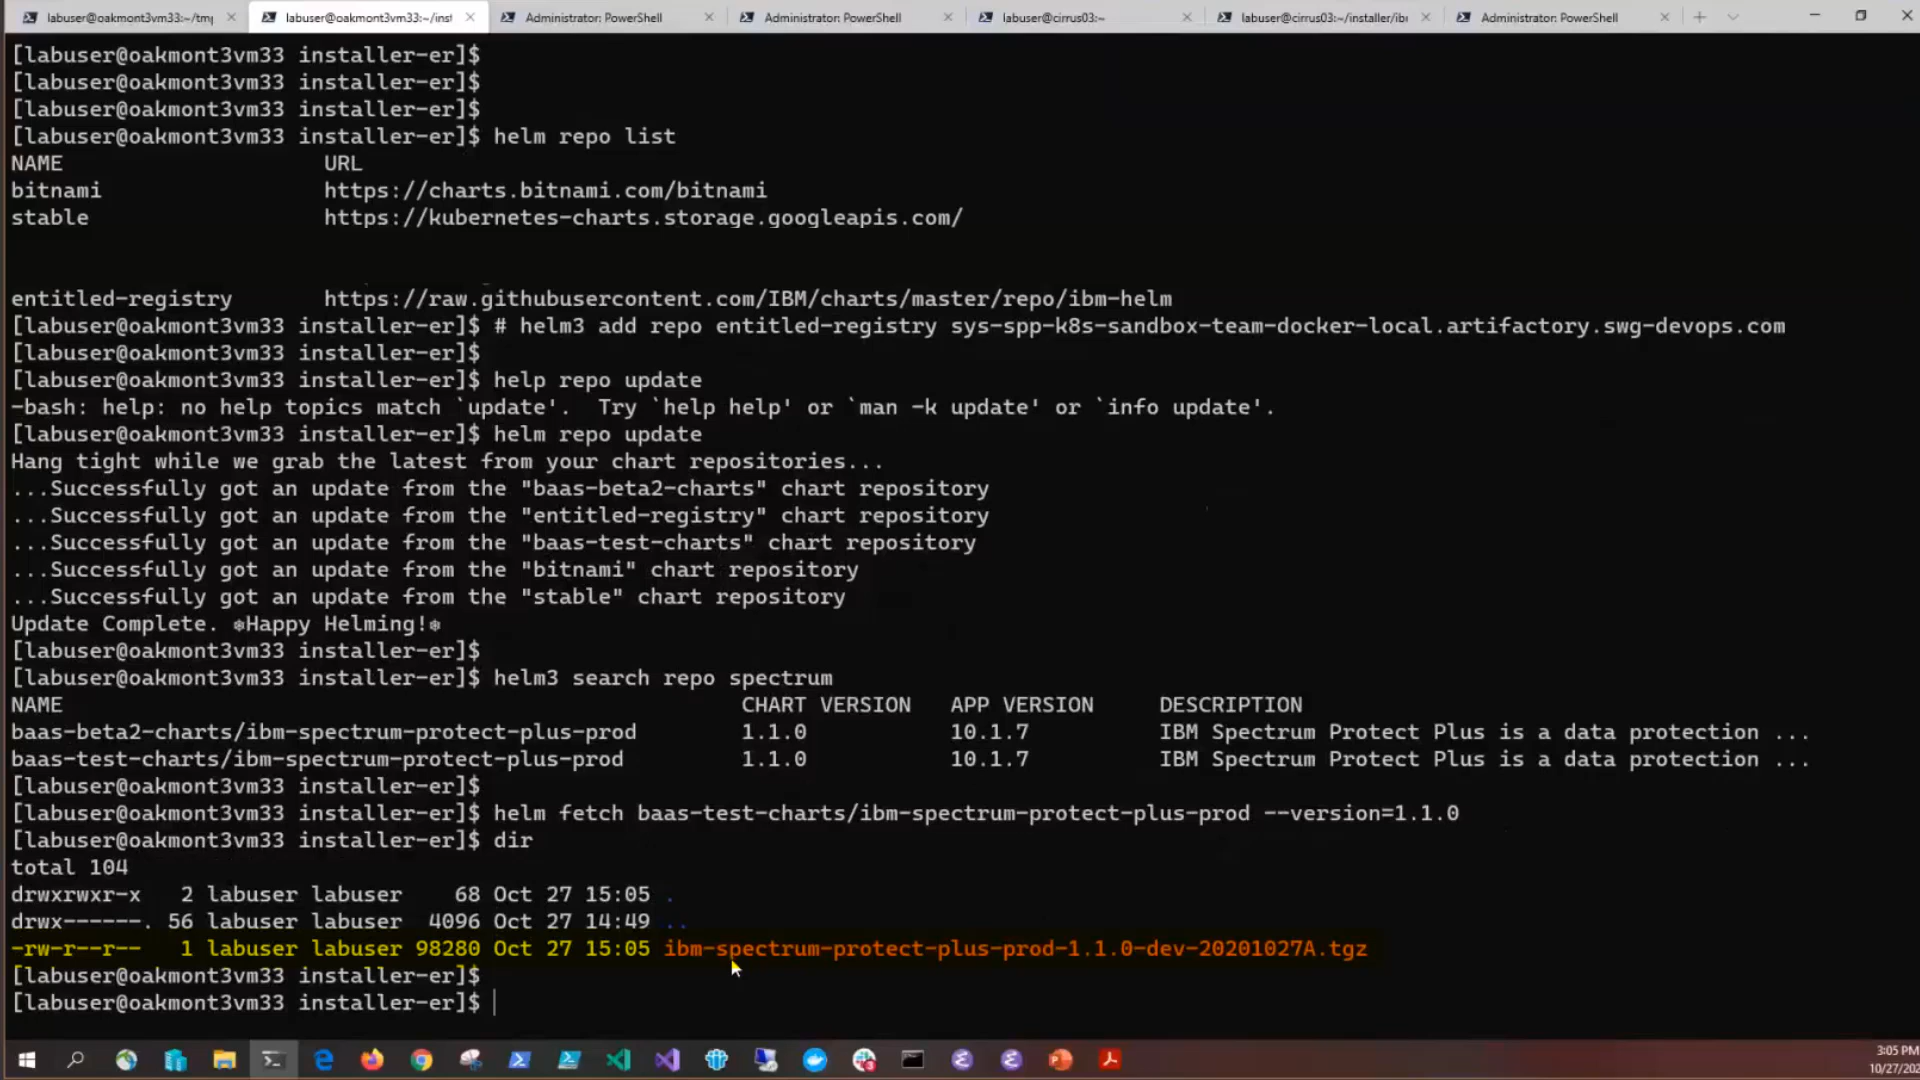 labuser@oakmont3vm33:~/tmp
labuser@oakmont3vm33:~/inst
Administrator: PowerShell
Administrator: PowerShell
labuser@cirrus03:~
labuser@cirrus03:~/installer/ibm
Administrator: PowerShell
[labuser@oakmont3vm33 installer-er]$
[labuser@oakmont3vm33 installer-er]$
[labuser@oakmont3vm33 installer-er]$
[labuser@oakmont3vm33 installer-er]$ helm repo list
NAME URL
bitnami https://charts.bitnami.com/bitnami
stable https://kubernetes-charts.storage.googleapis.com/
entitled-registry https://raw.githubusercontent.com/IBM/charts/master/repo/ibm-helm
[labuser@oakmont3vm33 installer-er]$ # helm3 add repo entitled-registry sys-spp-k8s-sandbox-team-docker-local.artifactory.swg-devops.com
[labuser@oakmont3vm33 installer-er]$
[labuser@oakmont3vm33 installer-er]$ help repo update
-bash: help: no help topics match `update'. Try `help help' or `man -k update' or `info update'.
[labuser@oakmont3vm33 installer-er]$ helm repo update
Hang tight while we grab the latest from your chart repositories...
...Successfully got an update from the "baas-beta2-charts" chart repository
...Successfully got an update from the "entitled-registry" chart repository
...Successfully got an update from the "baas-test-charts" chart repository
...Successfully got an update from the "bitnami" chart repository
...Successfully got an update from the "stable" chart repository
Update Complete. ⎈Happy Helming!⎈
[labuser@oakmont3vm33 installer-er]$
[labuser@oakmont3vm33 installer-er]$ helm3 search repo spectrum
NAME CHART VERSION APP VERSION DESCRIPTION
baas-beta2-charts/ibm-spectrum-protect-plus-prod 1.1.0 10.1.7 IBM Spectrum Protect Plus is a data protection ...
baas-test-charts/ibm-spectrum-protect-plus-prod 1.1.0 10.1.7 IBM Spectrum Protect Plus is a data protection ...
[labuser@oakmont3vm33 installer-er]$
[labuser@oakmont3vm33 installer-er]$ helm fetch baas-test-charts/ibm-spectrum-protect-plus-prod --version=1.1.0
[labuser@oakmont3vm33 installer-er]$ dir
total 104
drwxrwxr-x 2 labuser labuser 68 Oct 27 15:05 .
drwx------. 56 labuser labuser 4096 Oct 27 14:49 ..
-rw-r--r-- 1 labuser labuser 98280 Oct 27 15:05 ibm-spectrum-protect-plus-prod-1.1.0-dev-20201027A.tgz
[labuser@oakmont3vm33 installer-er]$
[labuser@oakmont3vm33 installer-er]$
3:05 PM
10/27/202